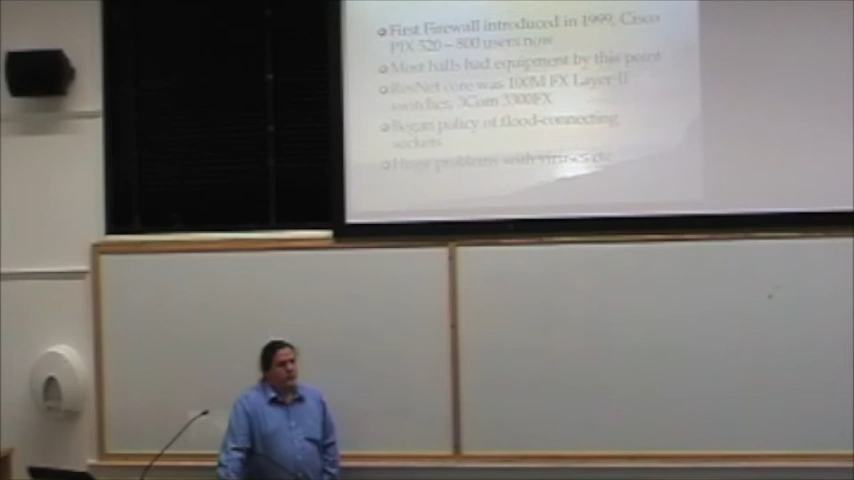 First Firewall introduced in 1999, Cisco
PIX 520 – 800 users now
Most halls had equipment by this point
ResNet core was 100M FX Layer-II
switches, 3Com 3300FX
Began policy of flood-connecting
sockets
Huge problems with viruses etc